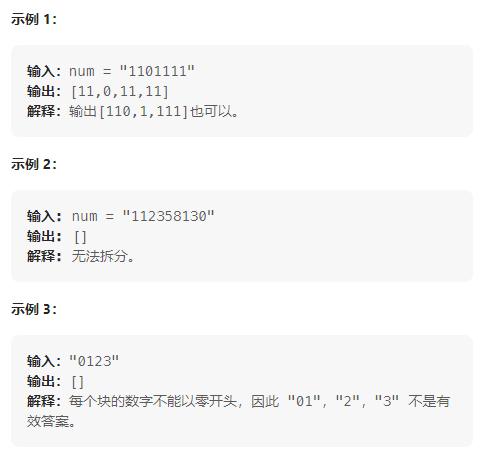 示例 1：
输入：num = "1101111"
输出：[11,0,11,11]
解释：输出[110,1,111]也可以。
示例 2：
输入：num = "112358130"
输出：[]
解释：无法拆分。
示例 3：
输入："0123"
输出：[]
解释：每个块的数字不能以零开头，因此 "01"，"2"，"3" 不是有
效答案。